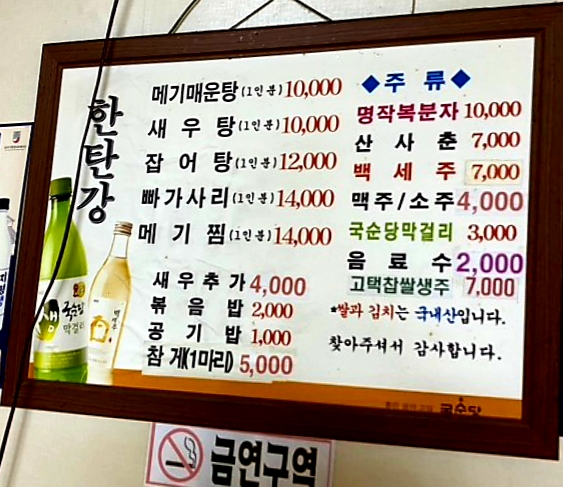 한탄강
메기매운탕(1인분)10,000
새우탕(1인분)10,000
잡어탕(1인분)12,000
빠가사리(1인분)14,000
메기찜(1인분)14,000
새우추가 4,000
볶음밥 2,000
공기밥 1,000
참게(1마리) 5,000
◆주류◆
명작복분자 10,000
산사춘 7,000
백세주 7,000
맥주/소주 4,000
국순당막걸리 3,000
음료수 2,000
고택찹쌀생주 7,000
*쌀과 김치는 국내산입니다.
찾아주셔서 감사합니다.
국순당
생
국순당
막걸리
금연구역